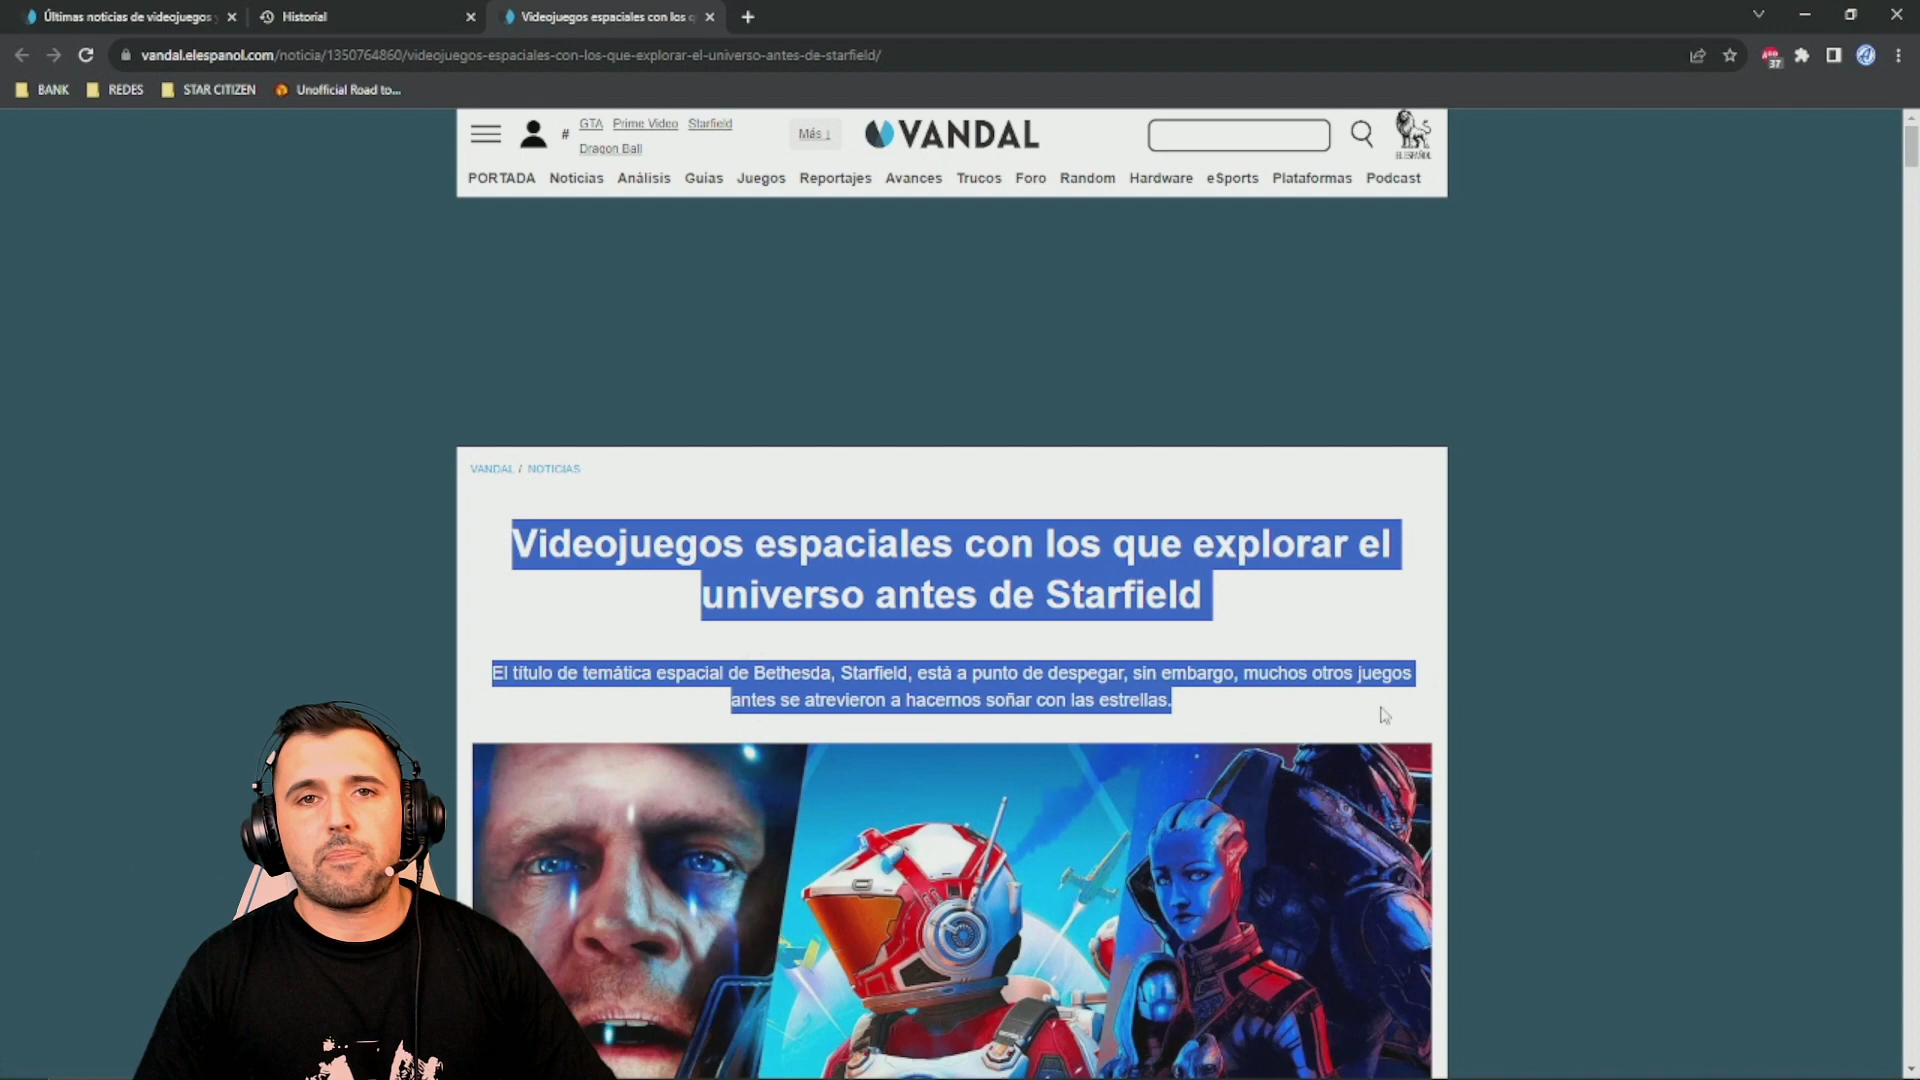 Últimas noticias de videojuegos
Historial
Videojuegos espaciales con los
vandal.elespanol.com/noticia/1350764860/videojuegos-espaciales-con-los-que-explorar-el-universo-antes-de-starfield/
37
BANK
REDES
STAR CITIZEN
Unofficial Road to...
# GTA Prime Video Starfield
Dragon Ball
Más ↓
VANDAL
EL ESPAÑOL
PORTADA Noticias Análisis Guías Juegos Reportajes Avances Trucos Foro Random Hardware eSports Plataformas Podcast
VANDAL / NOTICIAS
Videojuegos espaciales con los que explorar el
universo antes de Starfield
El título de temática espacial de Bethesda, Starfield, está a punto de despegar, sin embargo, muchos otros juegos
antes se atrevieron a hacernos soñar con las estrellas.